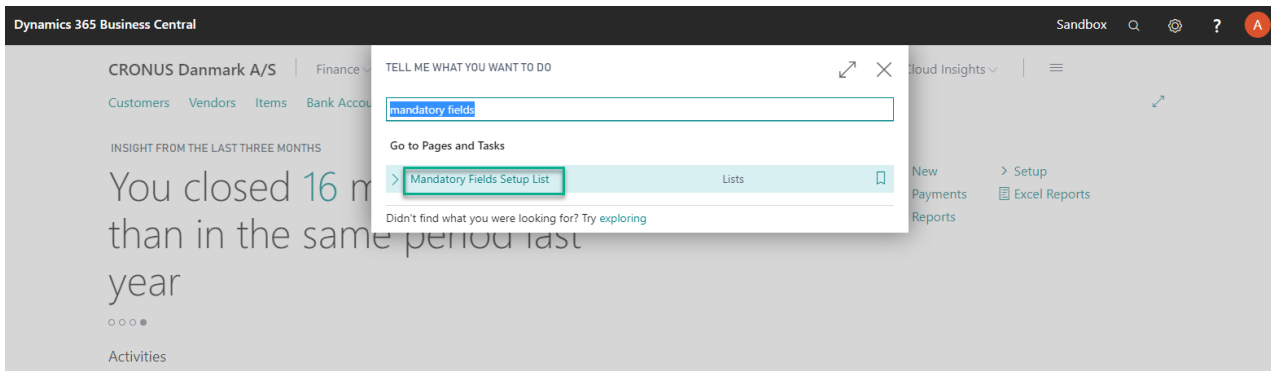 Dynamics 365 Business Central Sandbox ? A
CRONUS Danmark A/S Finance Cloud Insights
TELL ME WHAT YOU WANT TO DO
Customers Vendors Items Bank Accou
mandatory fields
INSIGHT FROM THE LAST THREE MONTHS
Go to Pages and Tasks
Mandatory Fields Setup List Lists
Didn't find what you were looking for? Try exploring
You closed 16 m
than in the same period last
year
New > Setup
Payments Excel Reports
Reports
Activities